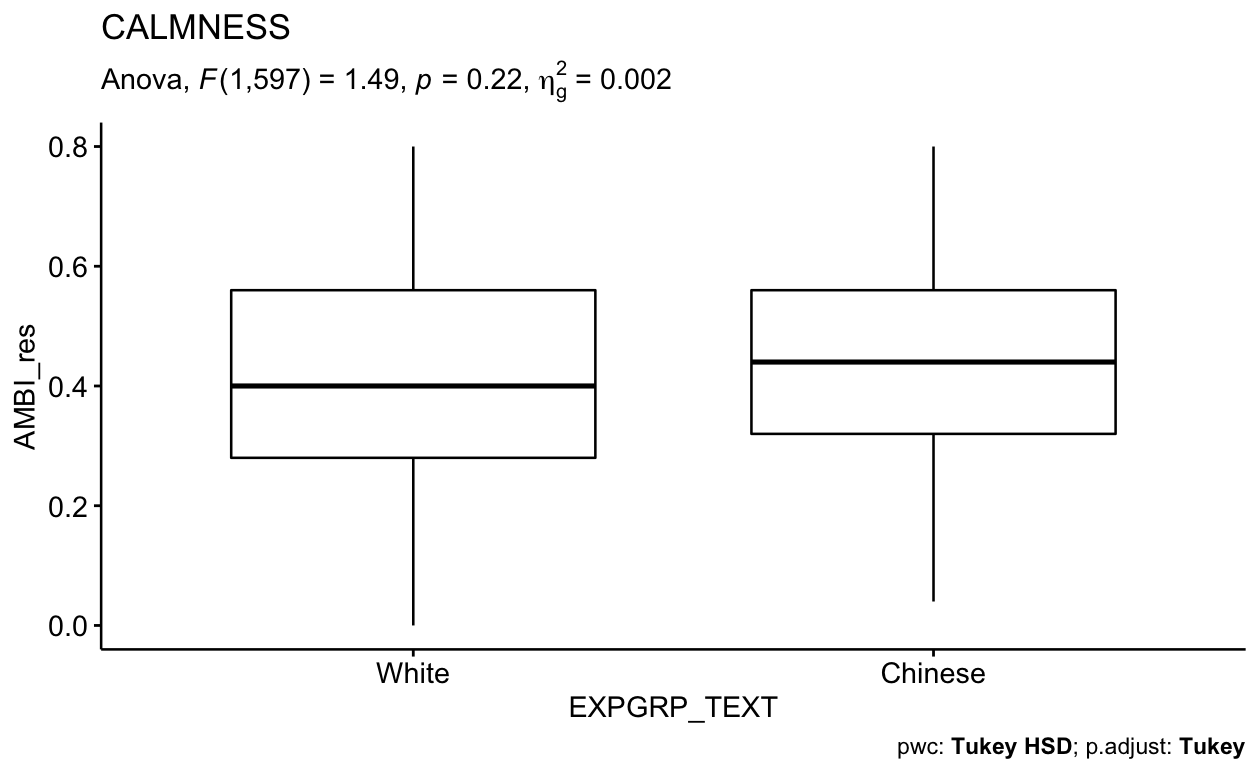 CALMNESS
Anova, F(1,597) = 1.49, p = 0.22, η²g = 0.002
0.8
0.6
0.4
0.2
0.0
AMBI_res
White Chinese
EXPGRP_TEXT
pwc: Tukey HSD; p.adjust: Tukey